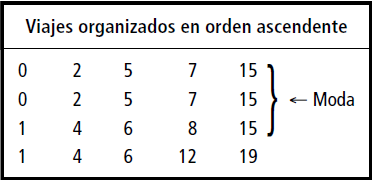 Viajes organizados en orden ascendente
0 2 5 7 15
0 2 5 7 15 ← Moda
1 4 6 8 15
1 4 6 12 19